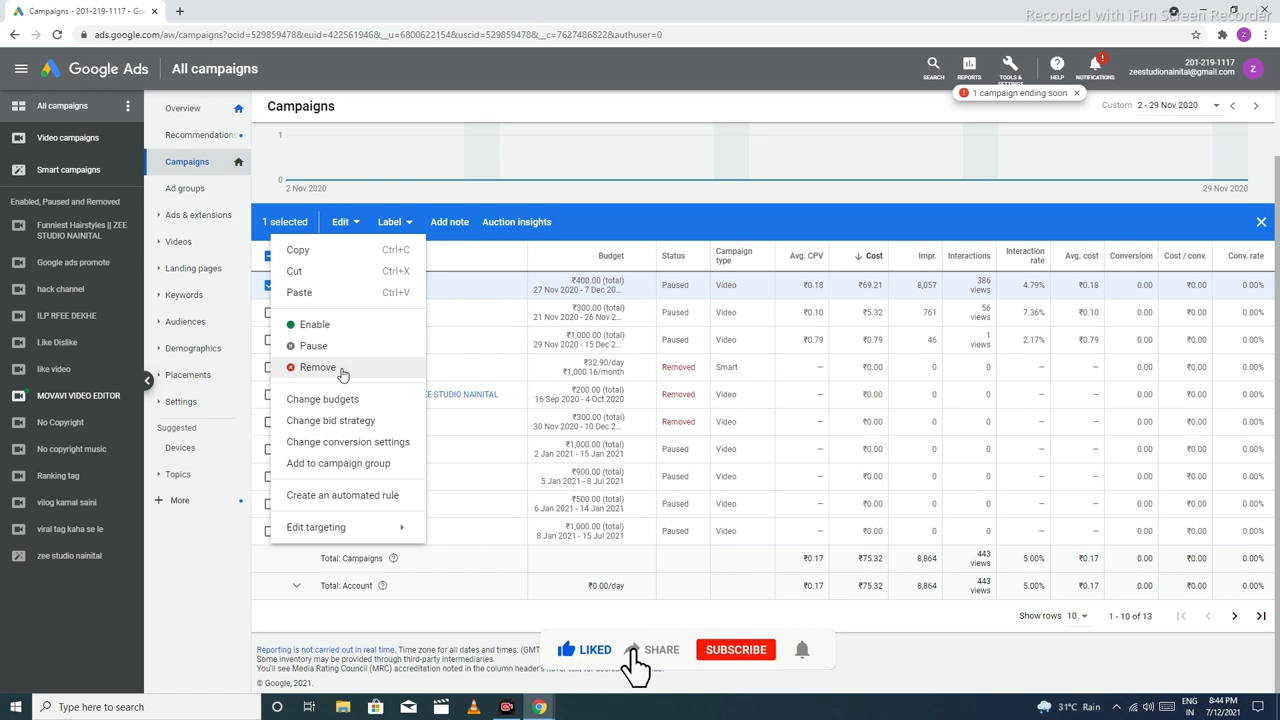 Campaigns - 201-219-1117 - Go
Recorded with iFun Screen Recorder
ads.google.com/aw/campaigns?ocid=529859478&euid=422561946&__u=6800622154&uscid=529859478&__c=7627486822&authuser=0
Google Ads
All campaigns
SEARCH
REPORTS
TOOLS & SETTINGS
HELP
NOTIFICATIONS
201-219-1117
zeestudionainital@gmail.com
Z
1 campaign ending soon
All campaigns
Video campaigns
Smart campaigns
Enabled, Paused and Removed
Funniest Hairstyles || ZEE
STUDIO NAINITAL
Google ads promote
hack channel
ILP RFEE DEKHE
Like Dislike
like video
MOVAVI VIDEO EDITOR
No Copyright
No copyright music
Ranking tag
vilog kamal saini
viral tag kaha se le
zee studio nainital
Overview
Recommendations
Campaigns
Ad groups
Ads & extensions
Videos
Landing pages
Keywords
Audiences
Demographics
Placements
Settings
Suggested
Devices
Topics
More
Campaigns
Custom 2 - 29 Nov 2020
1
0
2 Nov 2020
29 Nov 2020
1 selected Edit Label Add note Auction insights
Copy Ctrl+C
Cut Ctrl+X
Paste Ctrl+V
Enable
Pause
Remove
Change budgets
Change bid strategy
Change conversion settings
Add to campaign group
Create an automated rule
Edit targeting
Budget Status Campaign type Avg. CPV Cost Impr. Interactions Interaction rate Avg. cost Conversions Cost / conv. Conv. rate
₹400.00 (total) 27 Nov 2020 - 7 Dec 20... Paused Video ₹0.18 ₹69.21 8,057 386 views 4.79% ₹0.18 0.00 ₹0.00 0.00%
₹300.00 (total) 21 Nov 2020 - 26 Nov 2... Paused Video ₹0.10 ₹5.32 761 56 views 7.36% ₹0.10 0.00 ₹0.00 0.00%
₹1,000.00 (total) 29 Nov 2020 - 15 Dec 2... Paused Video ₹0.79 ₹0.79 46 1 views 2.17% ₹0.79 0.00 ₹0.00 0.00%
₹32.90/day ₹1,000.16/month Removed Smart — ₹0.00 0 0 — — 0.00 ₹0.00 0.00%
EE STUDIO NAINITAL ₹200.00 (total) 16 Sep 2020 - 4 Oct 2020 Removed Video — ₹0.00 0 0 — — 0.00 ₹0.00 0.00%
₹300.00 (total) 30 Nov 2020 - 10 Dec 2... Removed Video — ₹0.00 0 0 — — 0.00 ₹0.00 0.00%
₹1,000.00 (total) 2 Jan 2021 - 15 Jan 2021 Paused Video — ₹0.00 0 0 — — 0.00 ₹0.00 0.00%
₹900.00 (total) 5 Jan 2021 - 8 Jul 2021 Paused Video — ₹0.00 0 0 — — 0.00 ₹0.00 0.00%
₹500.00 (total) 6 Jan 2021 - 14 Jan 2021 Paused Video — ₹0.00 0 0 — — 0.00 ₹0.00 0.00%
₹1,000.00 (total) 8 Jan 2021 - 15 Jul 2021 Paused Video — ₹0.00 0 0 — — 0.00 ₹0.00 0.00%
Total: Campaigns ₹0.17 ₹75.32 8,864 443 views 5.00% ₹0.17 0.00 ₹0.00 0.00%
Total: Account ₹0.00/day ₹0.17 ₹75.32 8,864 443 views 5.00% ₹0.17 0.00 ₹0.00 0.00%
Show rows 10 1 - 10 of 13
Reporting is not carried out in real time. Time zone for all dates and times: (GMT
Some inventory may be provided through third-party intermediaries.
You'll see Media Rating Council (MRC) accreditation noted in the column header's
© Google, 2021.
LIKED SHARE SUBSCRIBE
Type here to search
31°C Rain
ENG
IN
8:44 PM
7/12/2021